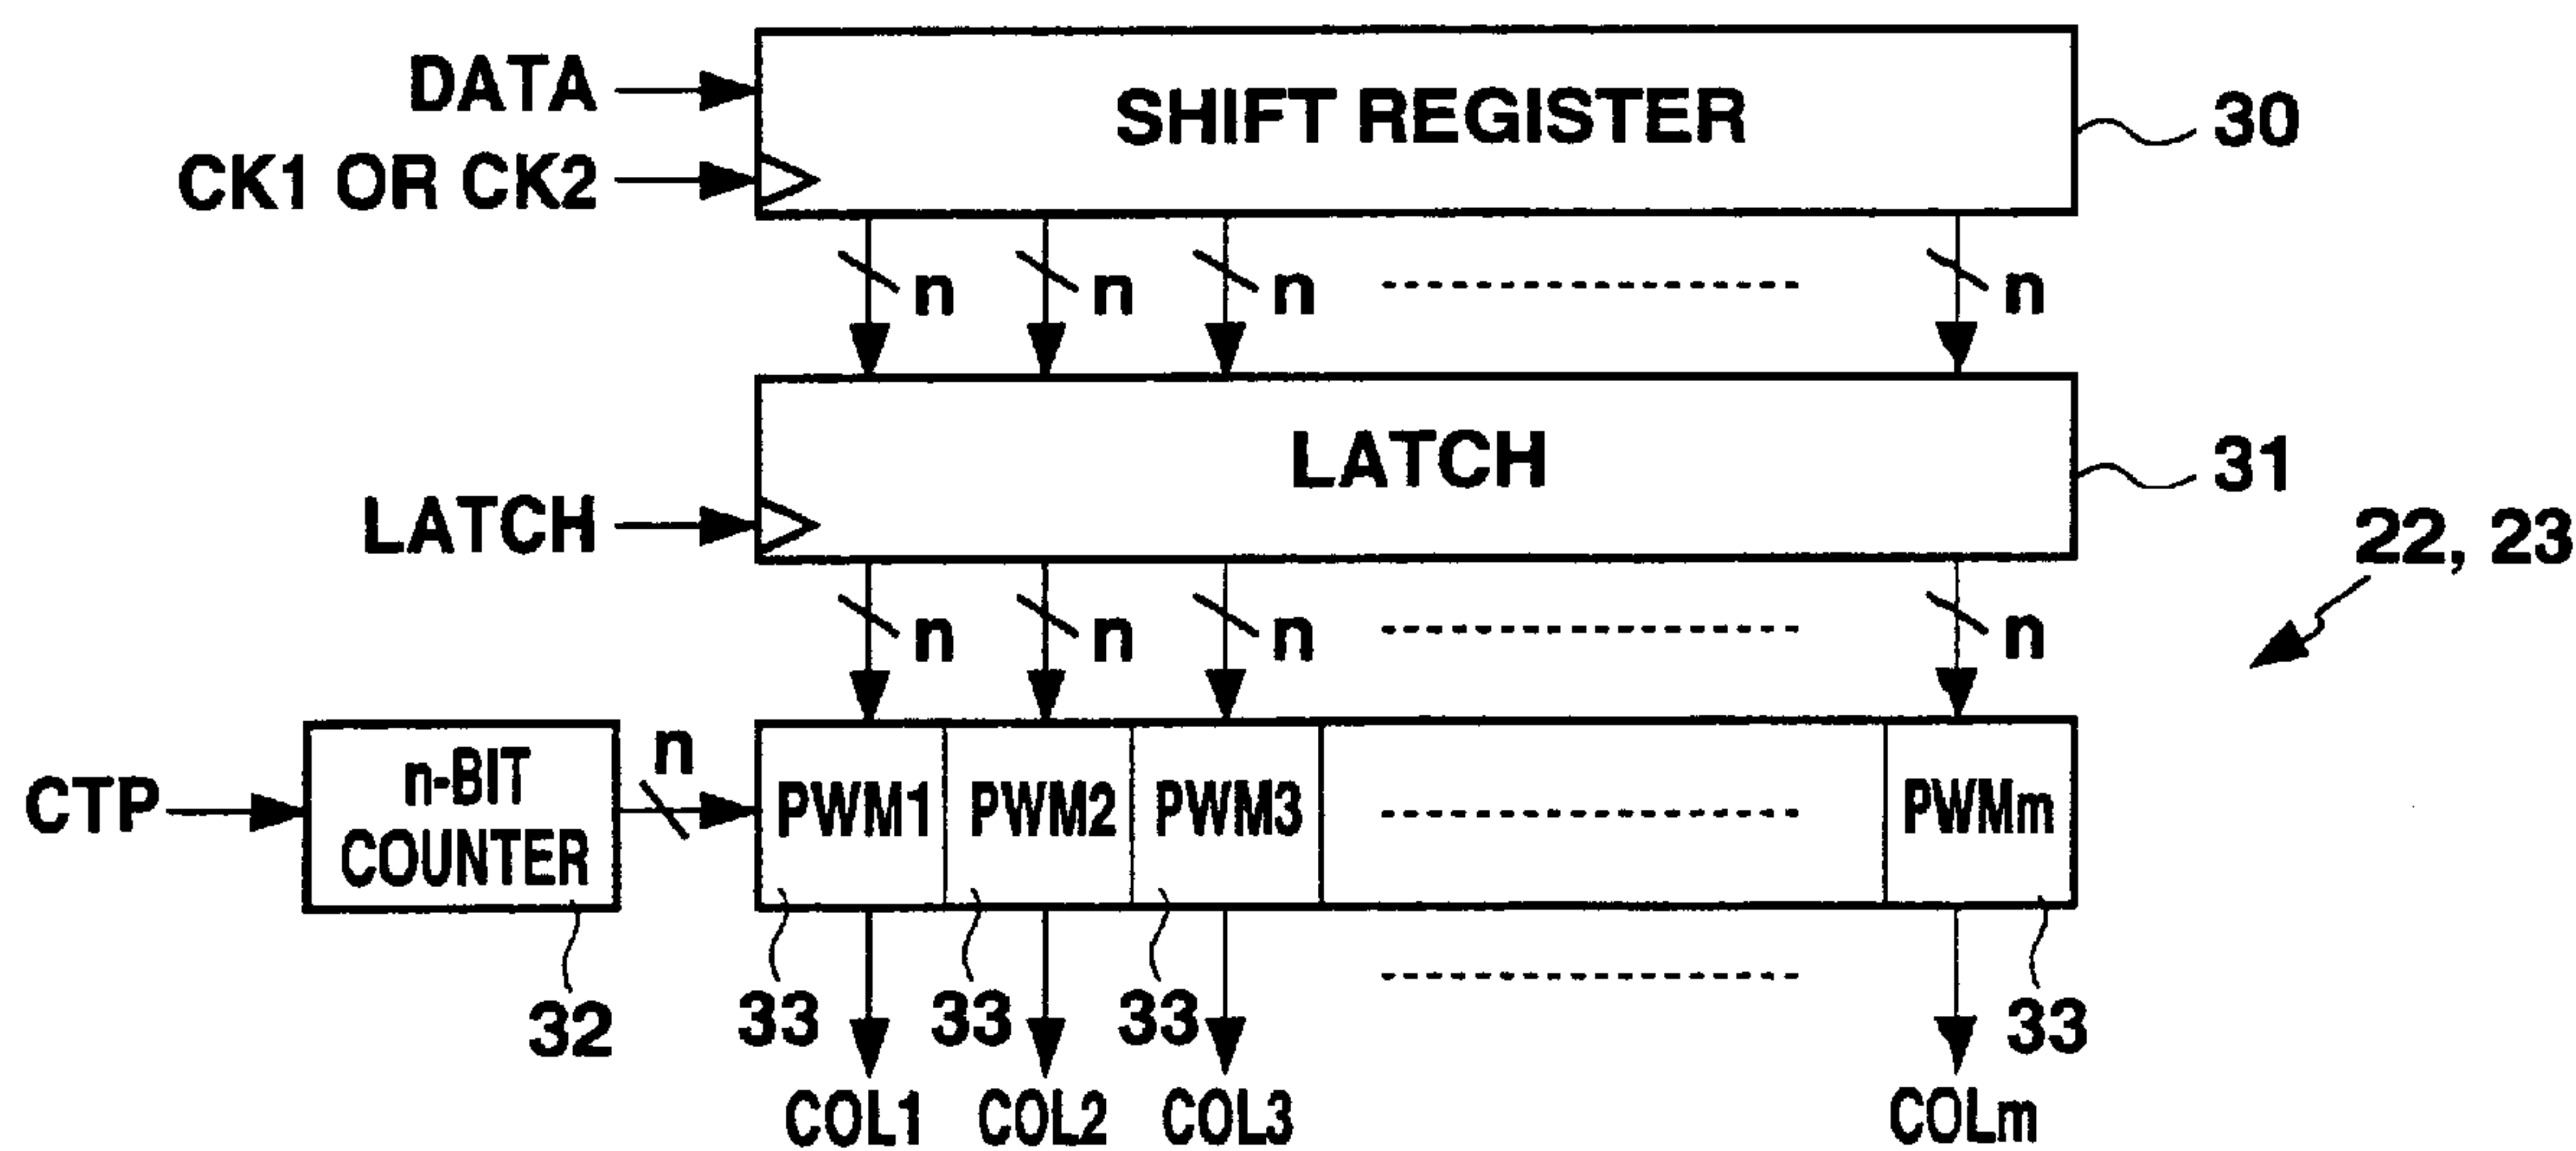 DATA
SHIFT REGISTER
30
CK1 OR CK2
n n n n
LATCH
31
LATCH
22, 23
n n n n
CTP
n-BIT
COUNTER
n
PWM1 PWM2 PWM3 PWMm
32
33 33 33 33
COL1 COL2 COL3 COLm